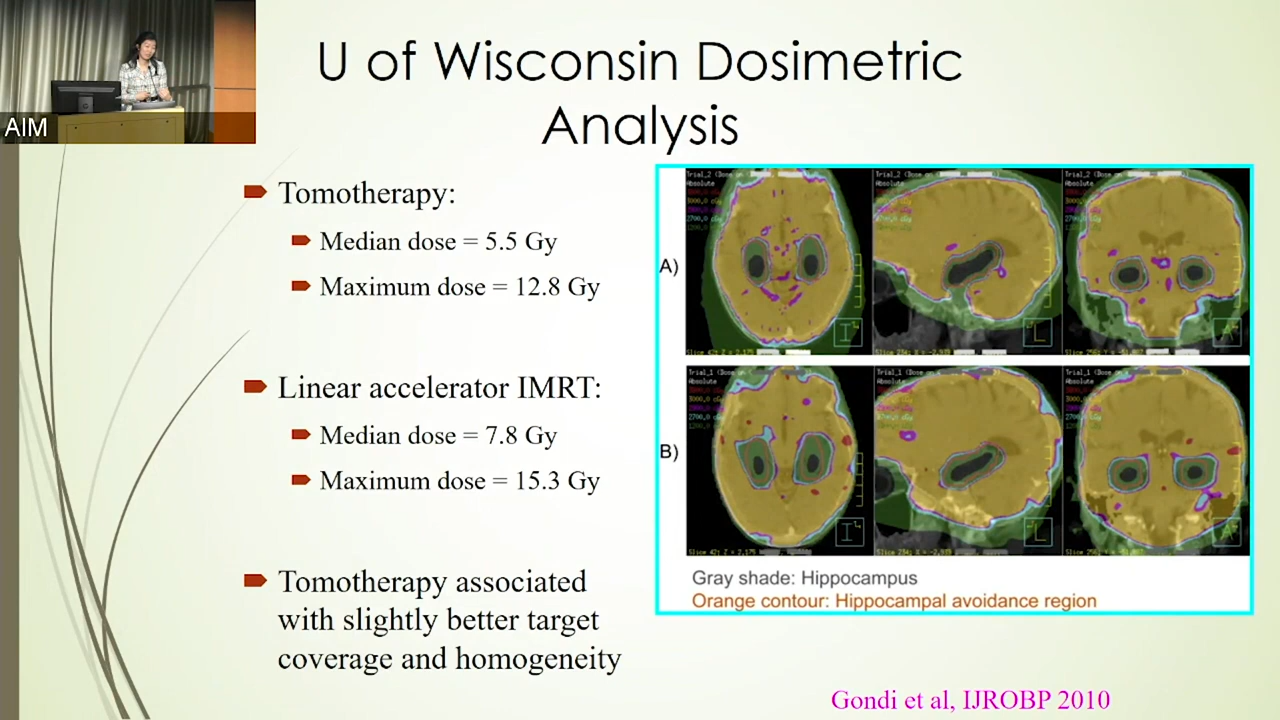 AIM
U of Wisconsin Dosimetric
Analysis
Tomotherapy:
Median dose = 5.5 Gy
Maximum dose = 12.8 Gy
Linear accelerator IMRT:
Median dose = 7.8 Gy
Maximum dose = 15.3 Gy
Tomotherapy associated
with slightly better target
coverage and homogeneity
A)
B)
Gray shade: Hippocampus
Orange contour: Hippocampal avoidance region
Gondi et al, IJROBP 2010